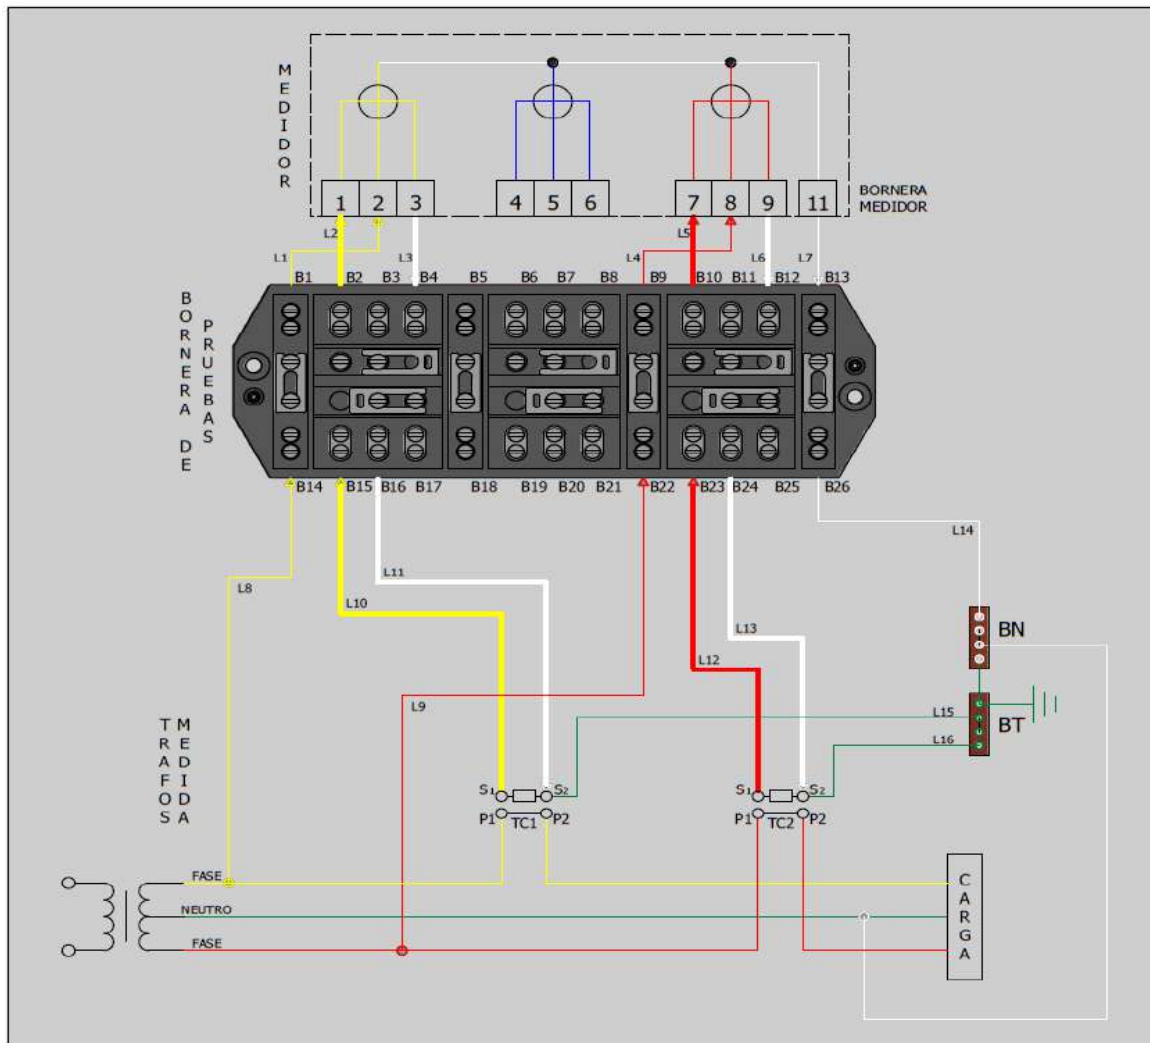 MEDIDOR
1 2 3 4 5 6 7 8 9 11
BORNERA
MEDIDOR
L2 L5
L1 L3 L4 L6 L7
B1 B2 B3 B4 B5 B6 B7 B8 B9 B10 B11 B12 B13
BORNERA DE
PRUEBAS
B14 B15 B16 B17 B18 B19 B20 B21 B22 B23 B24 B25 B26
L14
L11
L8
L10
BN
L13
L12
L9
L15
BT
L16
TRAFOS
MEDIDA
S1 S2 S1 S2
P1 TC1 P2 P1 TC2 P2
FASE
NEUTRO
FASE
CARGA